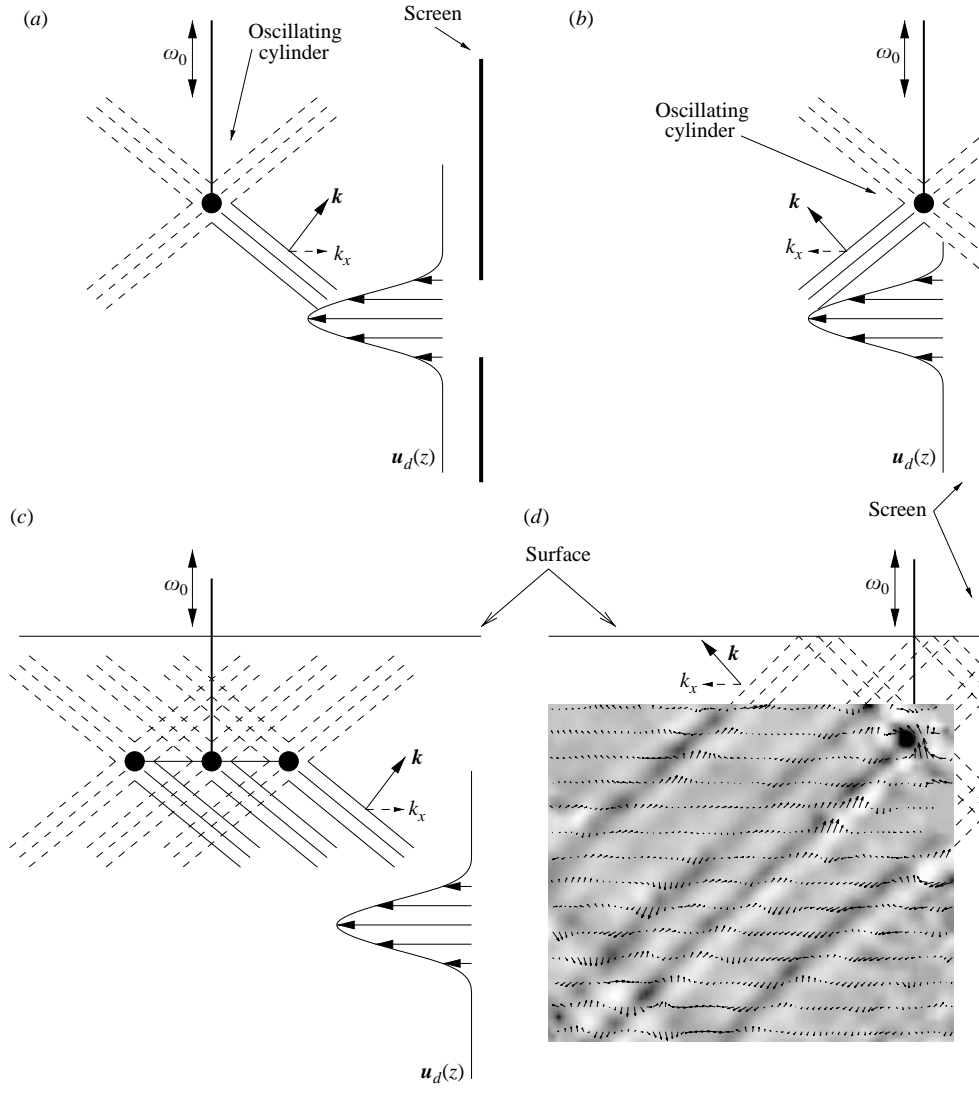 (a)
Screen
Oscillating
cylinder
ω0
k
kx
ud(z)
(b)
ω0
Oscillating
cylinder
k
kx
ud(z)
(c)
Surface
ω0
k
kx
ud(z)
(d)
Screen
ω0
k
kx